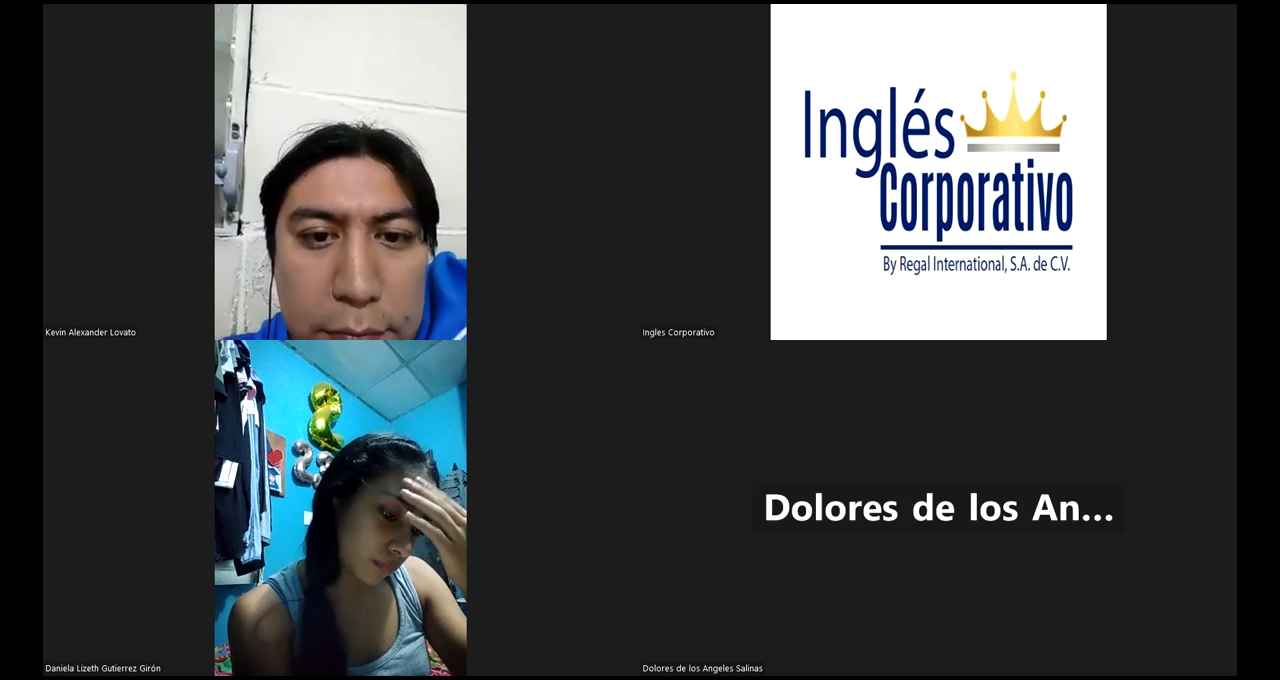 Inglés
Corporativo
By Regal International, S.A. de C.V.
Kevin Alexander Lovato
Ingles Corporativo
Dolores de los An...
Daniela Lizeth Gutierrez Girón
Dolores de los Angeles Salinas